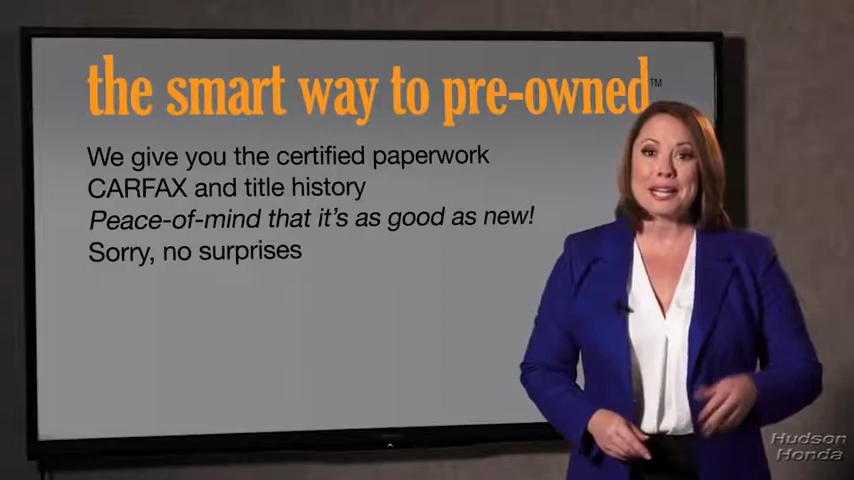 the smart way to pre-owned™
We give you the certified paperwork
CARFAX and title history
Peace-of-mind that it's as good as new!
Sorry, no surprises
Hudson
Honda